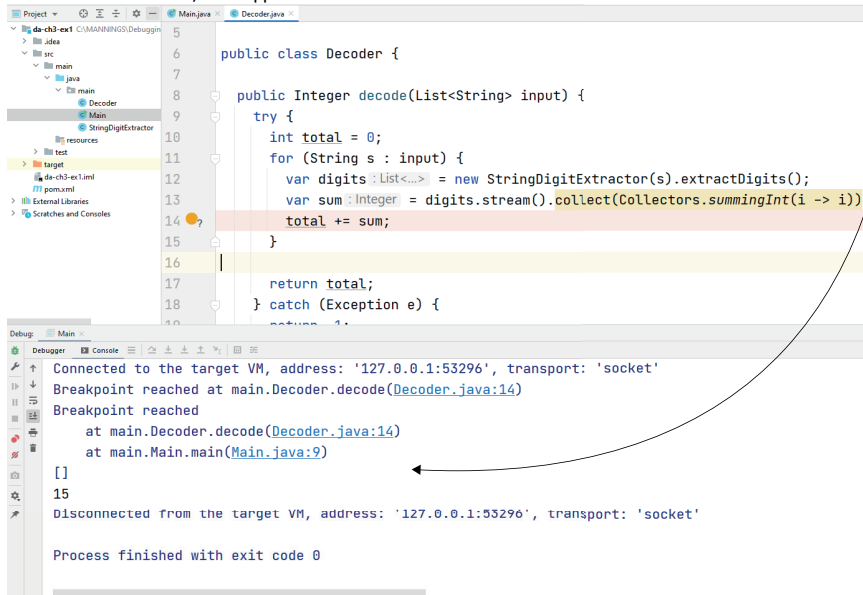 Project
Main.java
Decoder.java
da-ch3-ex1 C:\MANNINGS\Debuggin
.idea
src
main
java
main
Decoder
Main
StringDigitExtractor
resources
test
target
da-ch3-ex1.iml
pom.xml
External Libraries
Scratches and Consoles
5
6 public class Decoder {
7
8 public Integer decode(List<String> input) {
9 try {
10 int total = 0;
11 for (String s : input) {
12 var digits : List<...> = new StringDigitExtractor(s).extractDigits();
13 var sum : Integer = digits.stream().collect(Collectors.summingInt(i -> i))
14 ? total += sum;
15 }
16
17 return total;
18 } catch (Exception e) {
Debug: Main
Debugger Console
Connected to the target VM, address: '127.0.0.1:53296', transport: 'socket'
Breakpoint reached at main.Decoder.decode(Decoder.java:14)
Breakpoint reached
at main.Decoder.decode(Decoder.java:14)
at main.Main.main(Main.java:9)
[]
15
Disconnected from the target VM, address: '127.0.0.1:53296', transport: 'socket'
Process finished with exit code 0